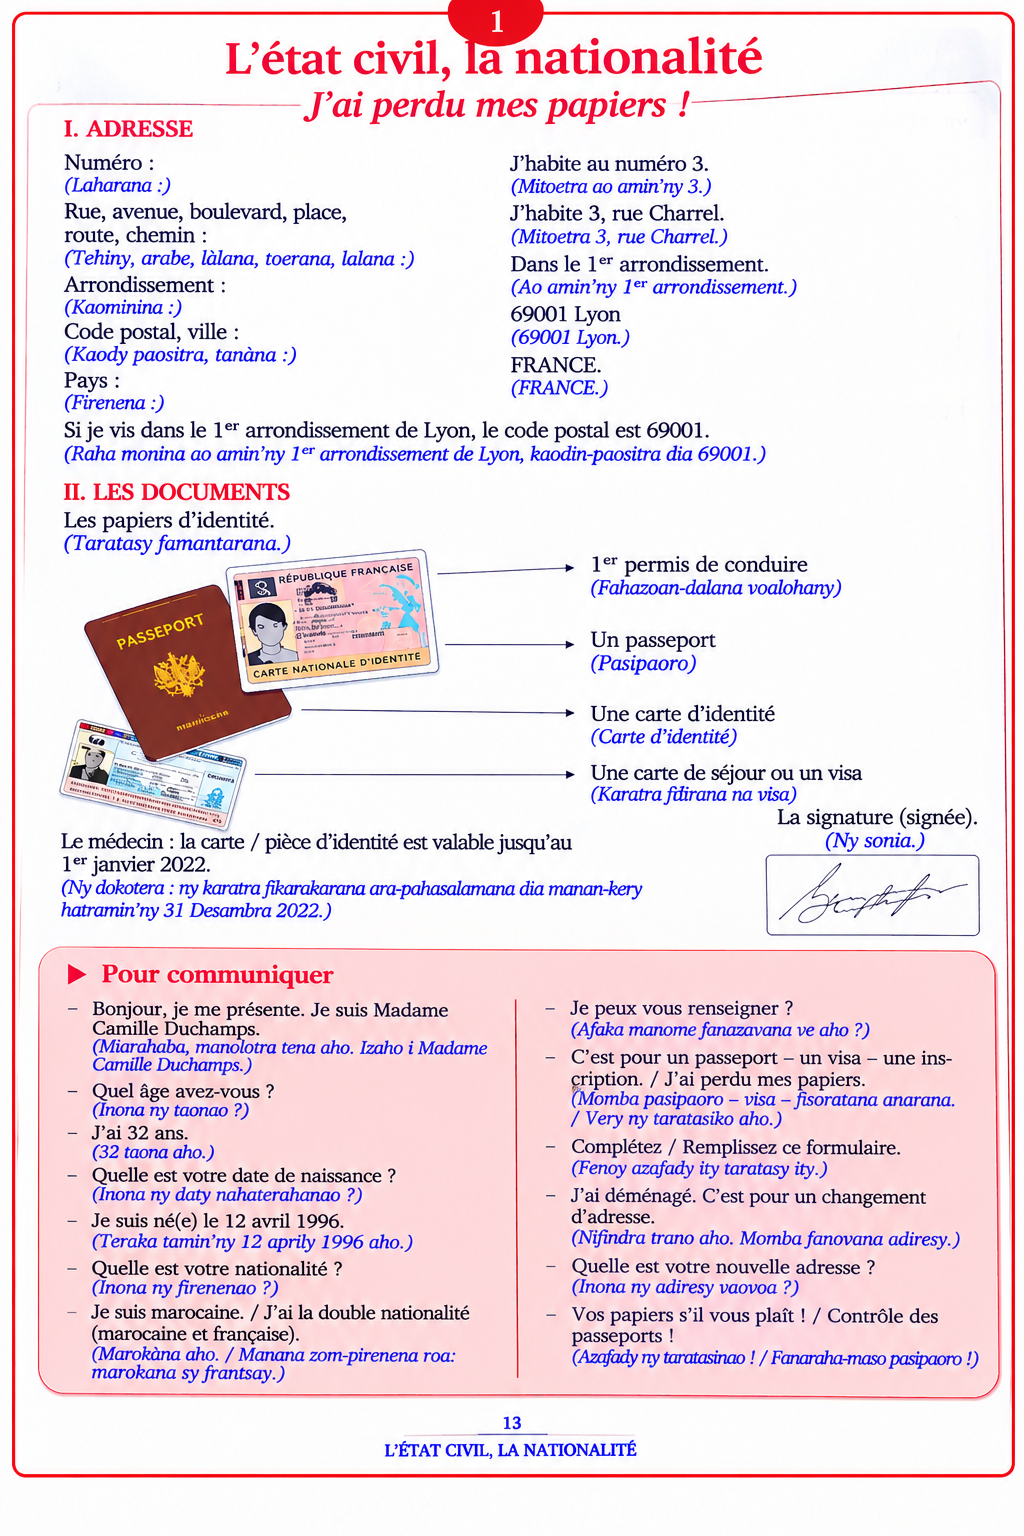 1
L'état civil, la nationalité
J'ai perdu mes papiers !
I. ADRESSE
Numéro :
(Laharana :)
Rue, avenue, boulevard, place,
route, chemin :
(Tehiny, arabe, làlana, toerana, lalana :)
Arrondissement :
(Kaominina :)
Code postal, ville :
(Kaody paositra, tanàna :)
Pays :
(Firenena :)
J'habite au numéro 3.
(Mitoetra ao amin'ny 3.)
J'habite 3, rue Charrel.
(Mitoetra 3, rue Charrel.)
Dans le 1er arrondissement.
(Ao amin'ny 1er arrondissement.)
69001 Lyon
(69001 Lyon.)
FRANCE.
(FRANCE.)
Si je vis dans le 1er arrondissement de Lyon, le code postal est 69001.
(Raha monina ao amin'ny 1er arrondissement de Lyon, kaodin-paositra dia 69001.)
II. LES DOCUMENTS
Les papiers d'identité.
(Taratasy famantarana.)
RÉPUBLIQUE FRANÇAISE
CARTE NATIONALE D'IDENTITE
PASSEPORT
1er permis de conduire
(Fahazoan-dalana voalohany)
Un passeport
(Pasipaoro)
Une carte d'identité
(Carte d'identité)
Une carte de séjour ou un visa
(Karatra fdirana na visa)
La signature (signée).
(Ny sonia.)
Le médecin : la carte / pièce d'identité est valable jusqu'au
1er janvier 2022.
(Ny dokotera : ny karatra fikarakarana ara-pahasalamana dia manan-kery
hatramin'ny 31 Desambra 2022.)
► Pour communiquer
– Bonjour, je me présente. Je suis Madame
Camille Duchamps.
(Miarahaba, manolotra tena aho. Izaho i Madame
Camille Duchamps.)
– Quel âge avez-vous ?
(Inona ny taonao ?)
– J'ai 32 ans.
(32 taona aho.)
– Quelle est votre date de naissance ?
(Inona ny daty nahaterahanao ?)
– Je suis né(e) le 12 avril 1996.
(Teraka tamin'ny 12 aprily 1996 aho.)
– Quelle est votre nationalité ?
(Inona ny firenenao ?)
– Je suis marocaine. / J'ai la double nationalité
(marocaine et française).
(Marokàna aho. / Manana zom-pirenena roa:
marokana sy frantsay.)
– Je peux vous renseigner ?
(Afaka manome fanazavana ve aho ?)
– C'est pour un passeport – un visa – une ins-
cription. / J'ai perdu mes papiers.
(Momba pasipaoro – visa – fisoratana anarana.
/ Very ny taratasiko aho.)
– Complétez / Remplissez ce formulaire.
(Fenoy azafady ity taratasy ity.)
– J'ai déménagé. C'est pour un changement
d'adresse.
(Nifindra trano aho. Momba fanovana adiresy.)
– Quelle est votre nouvelle adresse ?
(Inona ny adiresy vaovoa ?)
– Vos papiers s'il vous plaît ! / Contrôle des
passeports !
(Azafady ny taratasinao ! / Fanaraha-maso pasipaoro !)
13
L'ÉTAT CIVIL, LA NATIONALITÉ